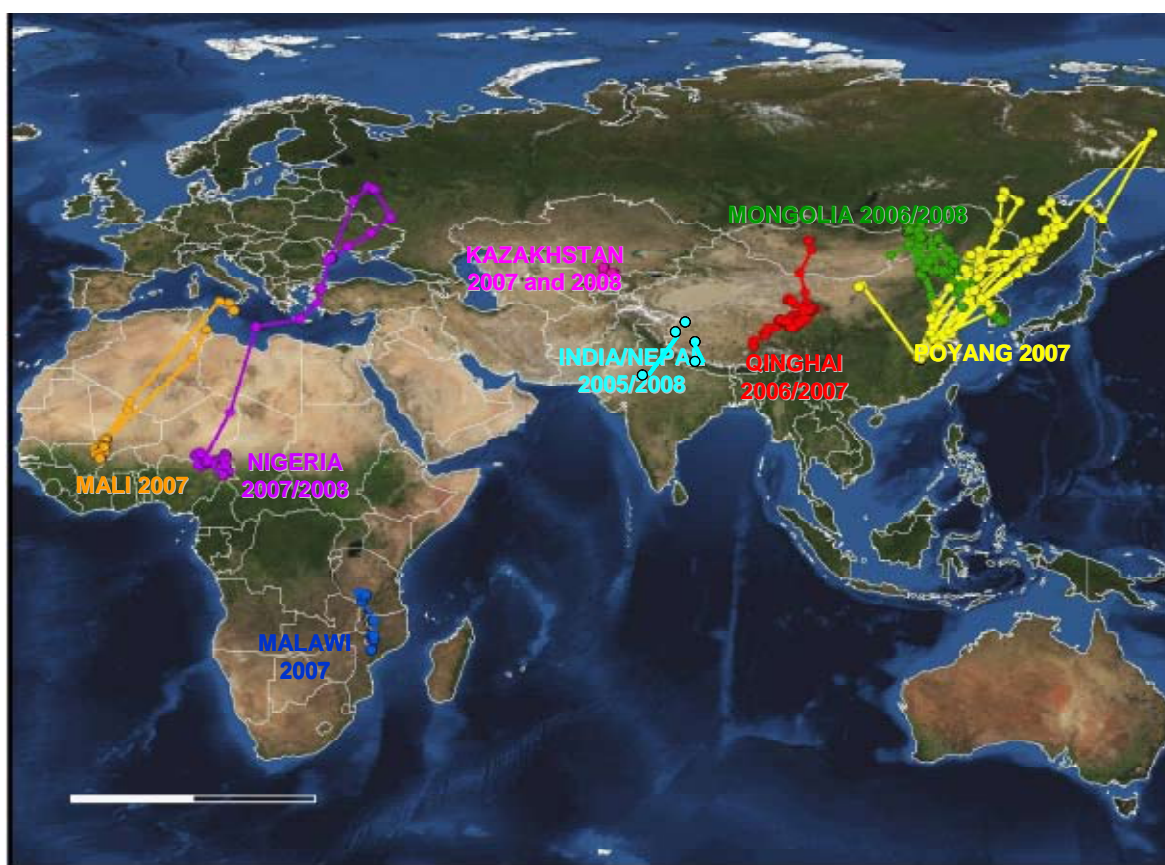 MONGOLIA 2006/2008
KAZAKHSTAN
2007 and 2008
INDIA/NEPAL
2005/2008
QINGHAI
2006/2007
POYANG 2007
MALI 2007
NIGERIA
2007/2008
MALAWI
2007